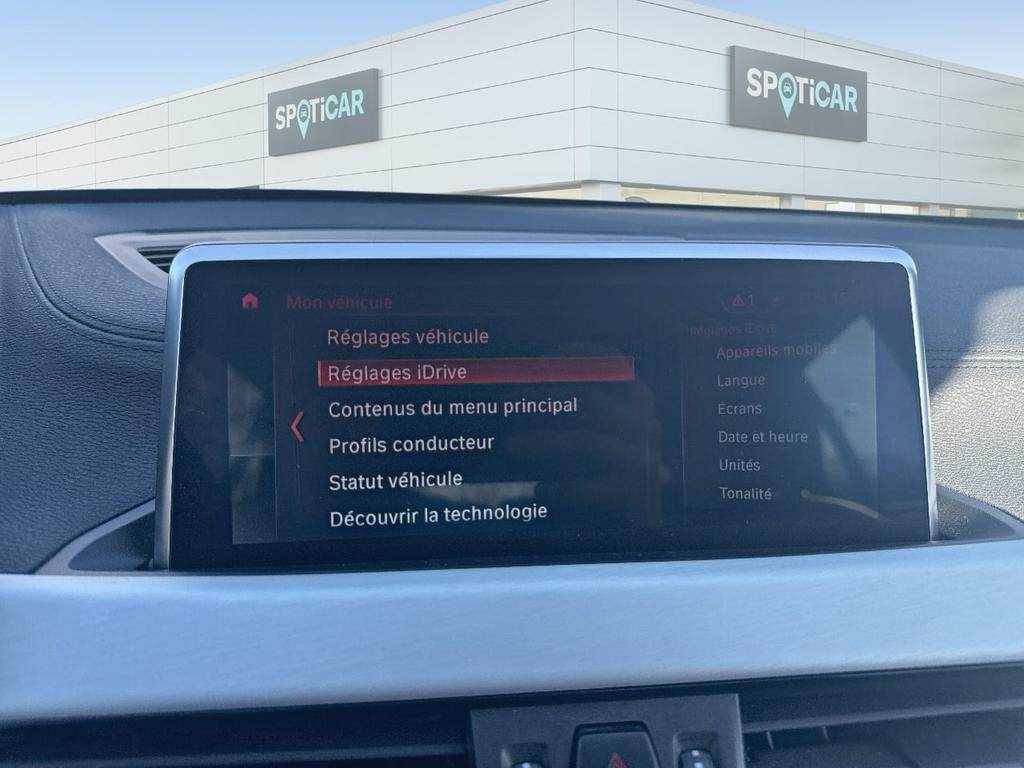 SPOTiCAR
SPOTiCAR
Mon véhicule
1
Réglages véhicule
Réglages iDrive
Contenus du menu principal
Profils conducteur
Statut véhicule
Découvrir la technologie
Réglages iDrive
Appareils mobiles
Langue
Écrans
Date et heure
Unités
Tonalité